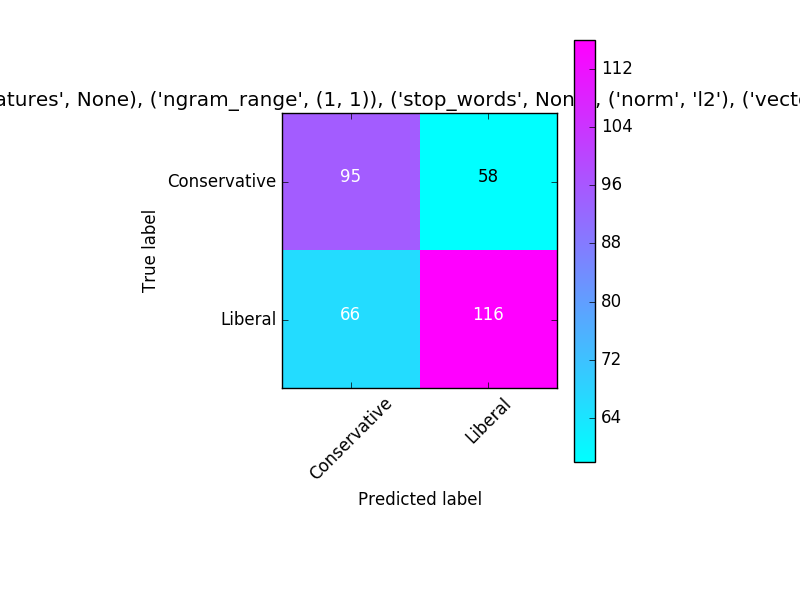 112
atures', None), ('ngram_range', (1, 1)), ('stop_words', None), ('norm', 'l2'), ('vecto
104
Conservative 95 58 96
88
True label
80
Liberal 66 116
72
64
Conservative Liberal
Predicted label